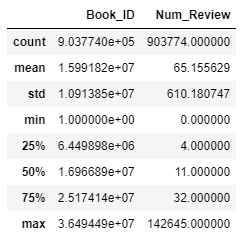 Book_ID Num_Review
count 9.037740e+05 903774.000000
mean 1.599182e+07 65.155629
std 1.091385e+07 610.180747
min 1.000000e+00 0.000000
25% 6.449898e+06 4.000000
50% 1.696689e+07 11.000000
75% 2.517414e+07 32.000000
max 3.649449e+07 142645.000000